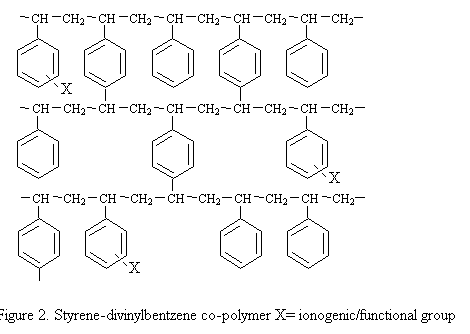 –CH–CH₂–CH–CH₂–CH–CH₂–CH–CH₂–CH–CH₂–
X
–CH–CH₂–CH–CH₂–CH–CH₂–CH–CH₂–CH–CH₂–
X
–CH–CH₂–CH–CH₂–CH–CH₂–CH–CH₂–CH–CH₂–
X
Figure 2. Styrene-divinylbentzene co-polymer X= ionogenic/functional group